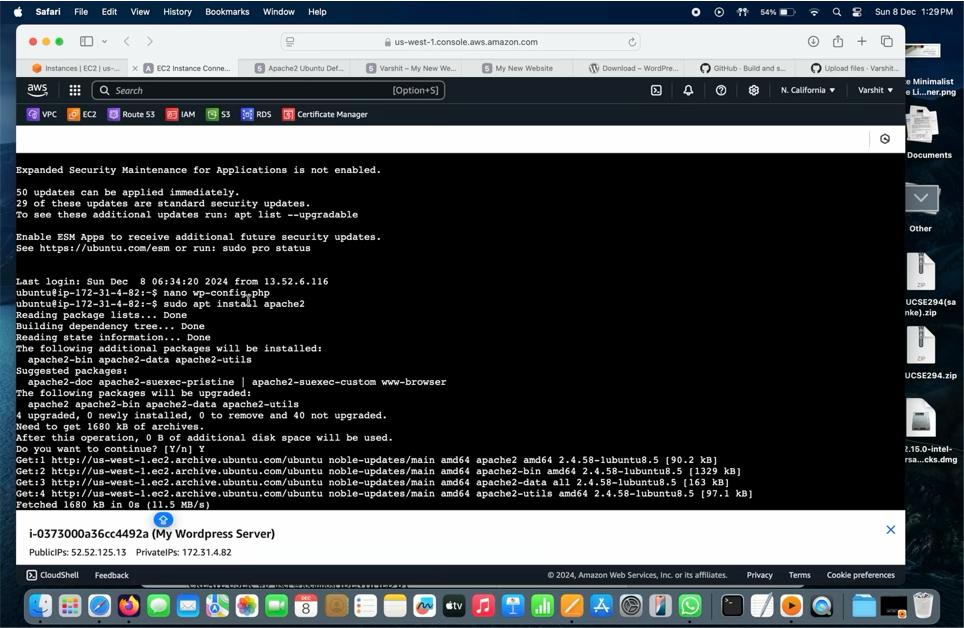 Safari File Edit View History Bookmarks Window Help 54% Sun 8 Dec 1:29 PM
us-west-1.console.aws.amazon.com
Instances | EC2 | us-... EC2 Instance Conne... Apache2 Ubuntu Def... Varshit – My New We... My New Website Download – WordPre... GitHub · Build and s... Upload files · Varshit...
aws Search [Option+S] N. California Varshit
VPC EC2 Route 53 IAM S3 RDS Certificate Manager
Expanded Security Maintenance for Applications is not enabled.
50 updates can be applied immediately.
29 of these updates are standard security updates.
To see these additional updates run: apt list --upgradable
Enable ESM Apps to receive additional future security updates.
See https://ubuntu.com/esm or run: sudo pro status
Last login: Sun Dec  8 06:34:20 2024 from 13.52.6.116
ubuntu@ip-172-31-4-82:~$ nano wp-config.php
ubuntu@ip-172-31-4-82:~$ sudo apt install apache2
Reading package lists... Done
Building dependency tree... Done
Reading state information... Done
The following additional packages will be installed:
  apache2-bin apache2-data apache2-utils
Suggested packages:
  apache2-doc apache2-suexec-pristine | apache2-suexec-custom www-browser
The following packages will be upgraded:
  apache2 apache2-bin apache2-data apache2-utils
4 upgraded, 0 newly installed, 0 to remove and 40 not upgraded.
Need to get 1680 kB of archives.
After this operation, 0 B of additional disk space will be used.
Do you want to continue? [Y/n] Y
Get:1 http://us-west-1.ec2.archive.ubuntu.com/ubuntu noble-updates/main amd64 apache2 amd64 2.4.58-1ubuntu8.5 [90.2 kB]
Get:2 http://us-west-1.ec2.archive.ubuntu.com/ubuntu noble-updates/main amd64 apache2-bin amd64 2.4.58-1ubuntu8.5 [1329 kB]
Get:3 http://us-west-1.ec2.archive.ubuntu.com/ubuntu noble-updates/main amd64 apache2-data all 2.4.58-1ubuntu8.5 [163 kB]
Get:4 http://us-west-1.ec2.archive.ubuntu.com/ubuntu noble-updates/main amd64 apache2-utils amd64 2.4.58-1ubuntu8.5 [97.1 kB]
Fetched 1680 kB in 0s (11.5 MB/s)
i-0373000a36cc4492a (My Wordpress Server)
PublicIPs: 52.52.125.13 PrivateIPs: 172.31.4.82
CloudShell Feedback © 2024, Amazon Web Services, Inc. or its affiliates. Privacy Terms Cookie preferences
e Minimalist
e Li...ner.png
Documents
Other
ZIP
UCSE294(sa
nke).zip
ZIP
UCSE294.zip
2.15.0-intel-
rsa...cks.dmg
DEC
8
tv